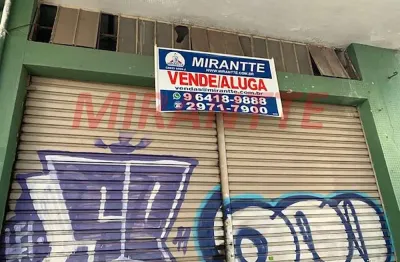 MIRANTTE
WWW.MIRANTTE.COM.BR
VENDE/ALUGA
vendas@mirantte.com.br
96418-9888
2971-7900
MIRANTTE